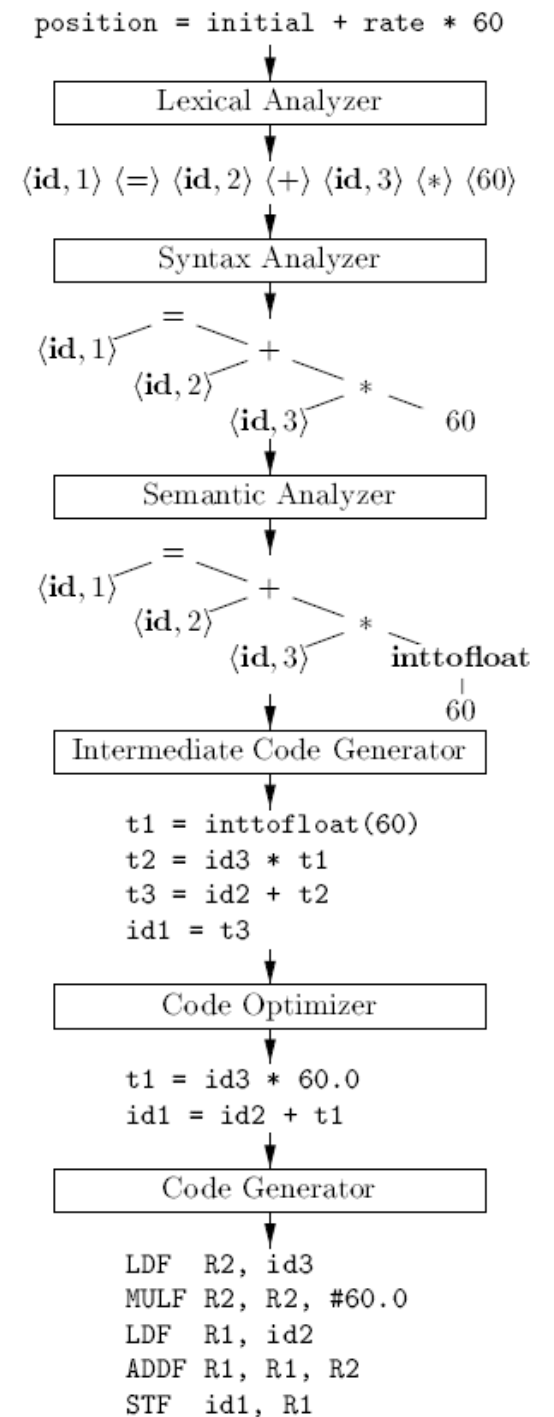 position = initial + rate * 60
Lexical Analyzer
⟨id, 1⟩ ⟨=⟩ ⟨id, 2⟩ ⟨+⟩ ⟨id, 3⟩ ⟨*⟩ ⟨60⟩
Syntax Analyzer
=
⟨id, 1⟩ +
⟨id, 2⟩ *
⟨id, 3⟩ 60
Semantic Analyzer
=
⟨id, 1⟩ +
⟨id, 2⟩ *
⟨id, 3⟩ inttofloat
60
Intermediate Code Generator
t1 = inttofloat(60)
t2 = id3 * t1
t3 = id2 + t2
id1 = t3
Code Optimizer
t1 = id3 * 60.0
id1 = id2 + t1
Code Generator
LDF R2, id3
MULF R2, R2, #60.0
LDF R1, id2
ADDF R1, R1, R2
STF id1, R1